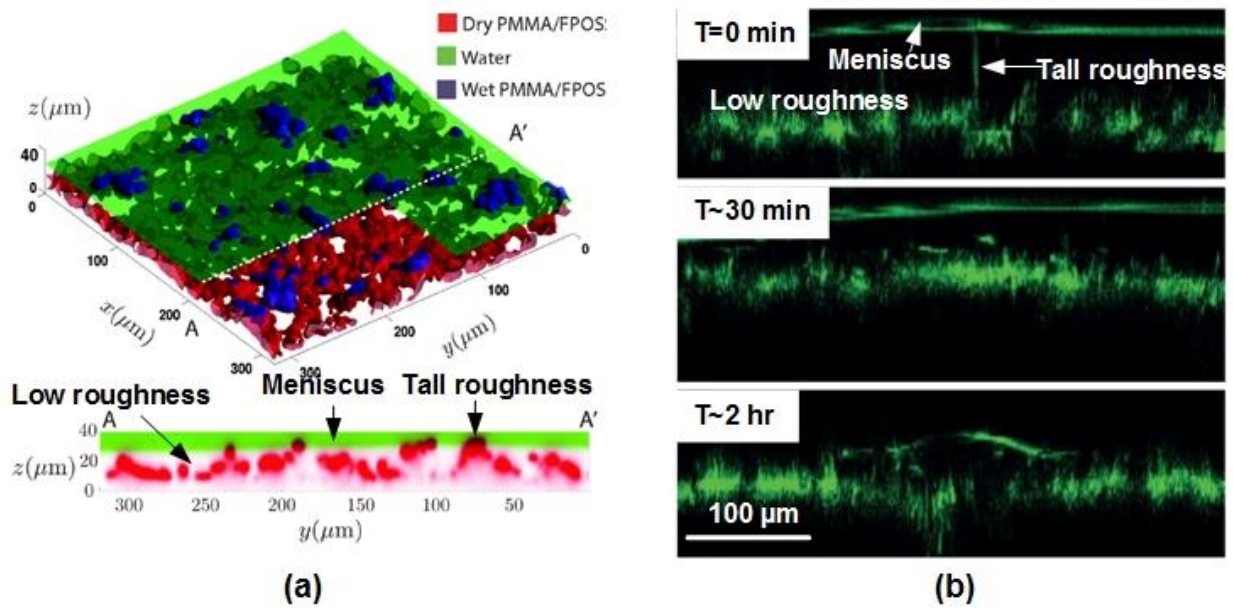 Dry PMMA/FPOSS
Water
Wet PMMA/FPOS
z(μm)
40
0
0
100
x(μm)
200
A
300
300
200
y(μm)
100
0
A'
Low roughness
Meniscus
Tall roughness
A
A'
40
z(μm) 20
0
300 250 200 150 100 50
y(μm)
(a)
T=0 min
Meniscus
Tall roughness
Low roughness
T~30 min
T~2 hr
100 μm
(b)